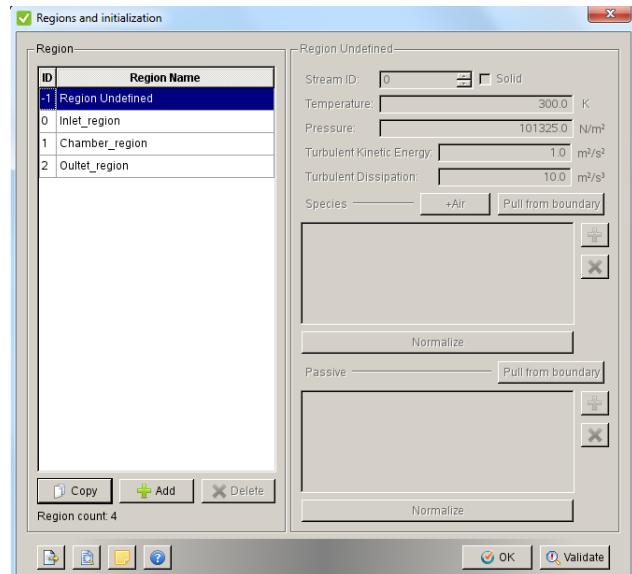 Regions and initialization
Region
ID Region Name
-1 Region Undefined
0 Inlet_region
1 Chamber_region
2 Oultet_region
Copy Add Delete
Region count: 4
Region Undefined
Stream ID: 0 Solid
Temperature: 300.0 K
Pressure: 101325.0 N/m²
Turbulent Kinetic Energy: 1.0 m²/s²
Turbulent Dissipation: 10.0 m²/s³
Species +Air Pull from boundary
Normalize
Passive Pull from boundary
Normalize
OK Validate